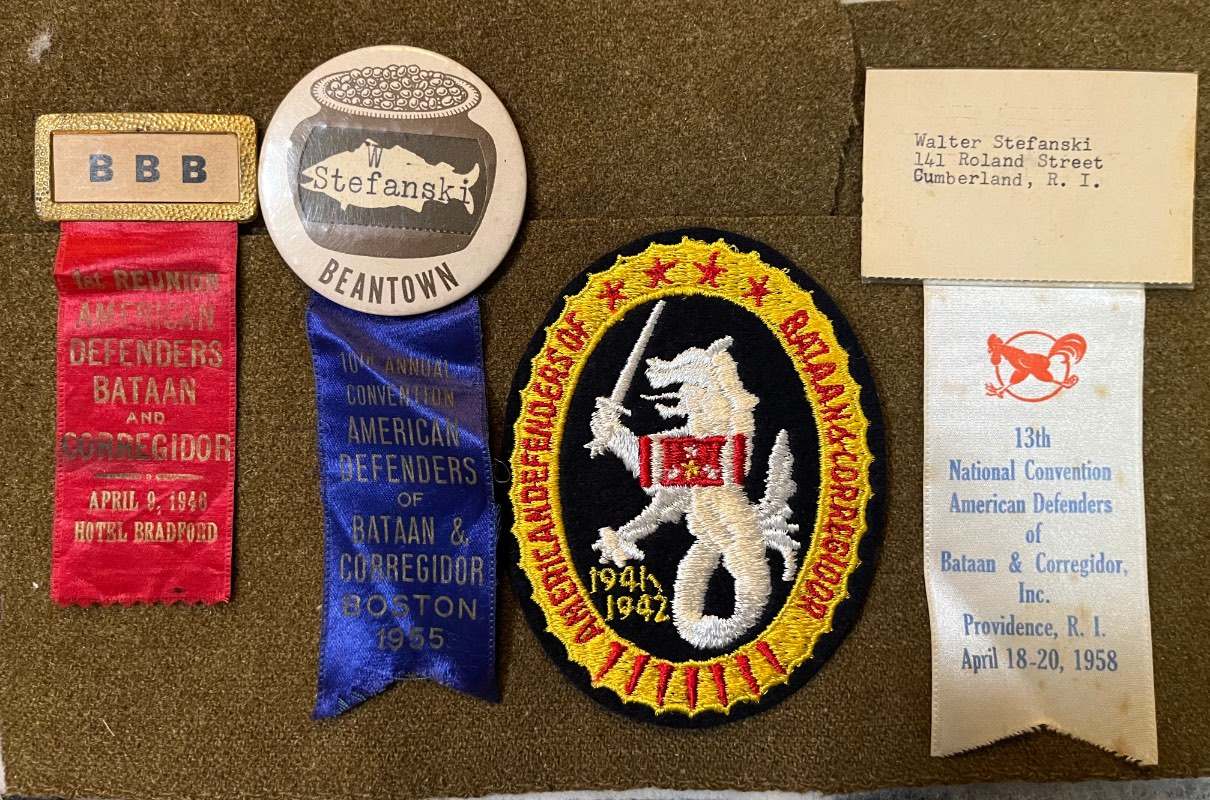 B B B
1st REUNION
AMERICAN
DEFENDERS
BATAAN
AND
CORREGIDOR
APRIL 9, 1946
HOTEL BRADFORD
W
Stefanski
BEANTOWN
10TH ANNUAL
CONVENTION
AMERICAN
DEFENDERS
OF
BATAAN &
CORREGIDOR
BOSTON
1955
AMERICAN DEFENDERS OF BATAAN & CORREGIDOR
1941
1942
Walter Stefanski
141 Roland Street
Cumberland, R. I.
13th
National Convention
American Defenders
of
Bataan & Corregidor,
Inc.
Providence, R. I.
April 18-20, 1958